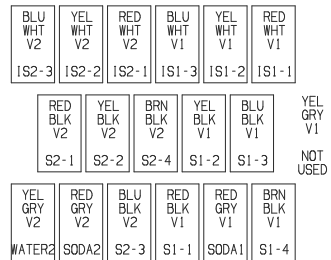 BLU YEL RED BLU YEL RED
WHT WHT WHT WHT WHT WHT
V2 V2 V2 V1 V1 V1
IS2-3 IS2-2 IS2-1 IS1-3 IS1-2 IS1-1
RED YEL BRN YEL BLU YEL
BLK BLK BLK BLK BLK GRY
V2 V2 V2 V1 V1 V1
S2-1 S2-2 S2-4 S1-2 S1-3 NOT
USED
YEL RED BLU RED RED BRN
GRY GRY BLK BLK GRY BLK
V2 V2 V2 V1 V1 V1
WATER2 SODA2 S2-3 S1-1 SODA1 S1-4